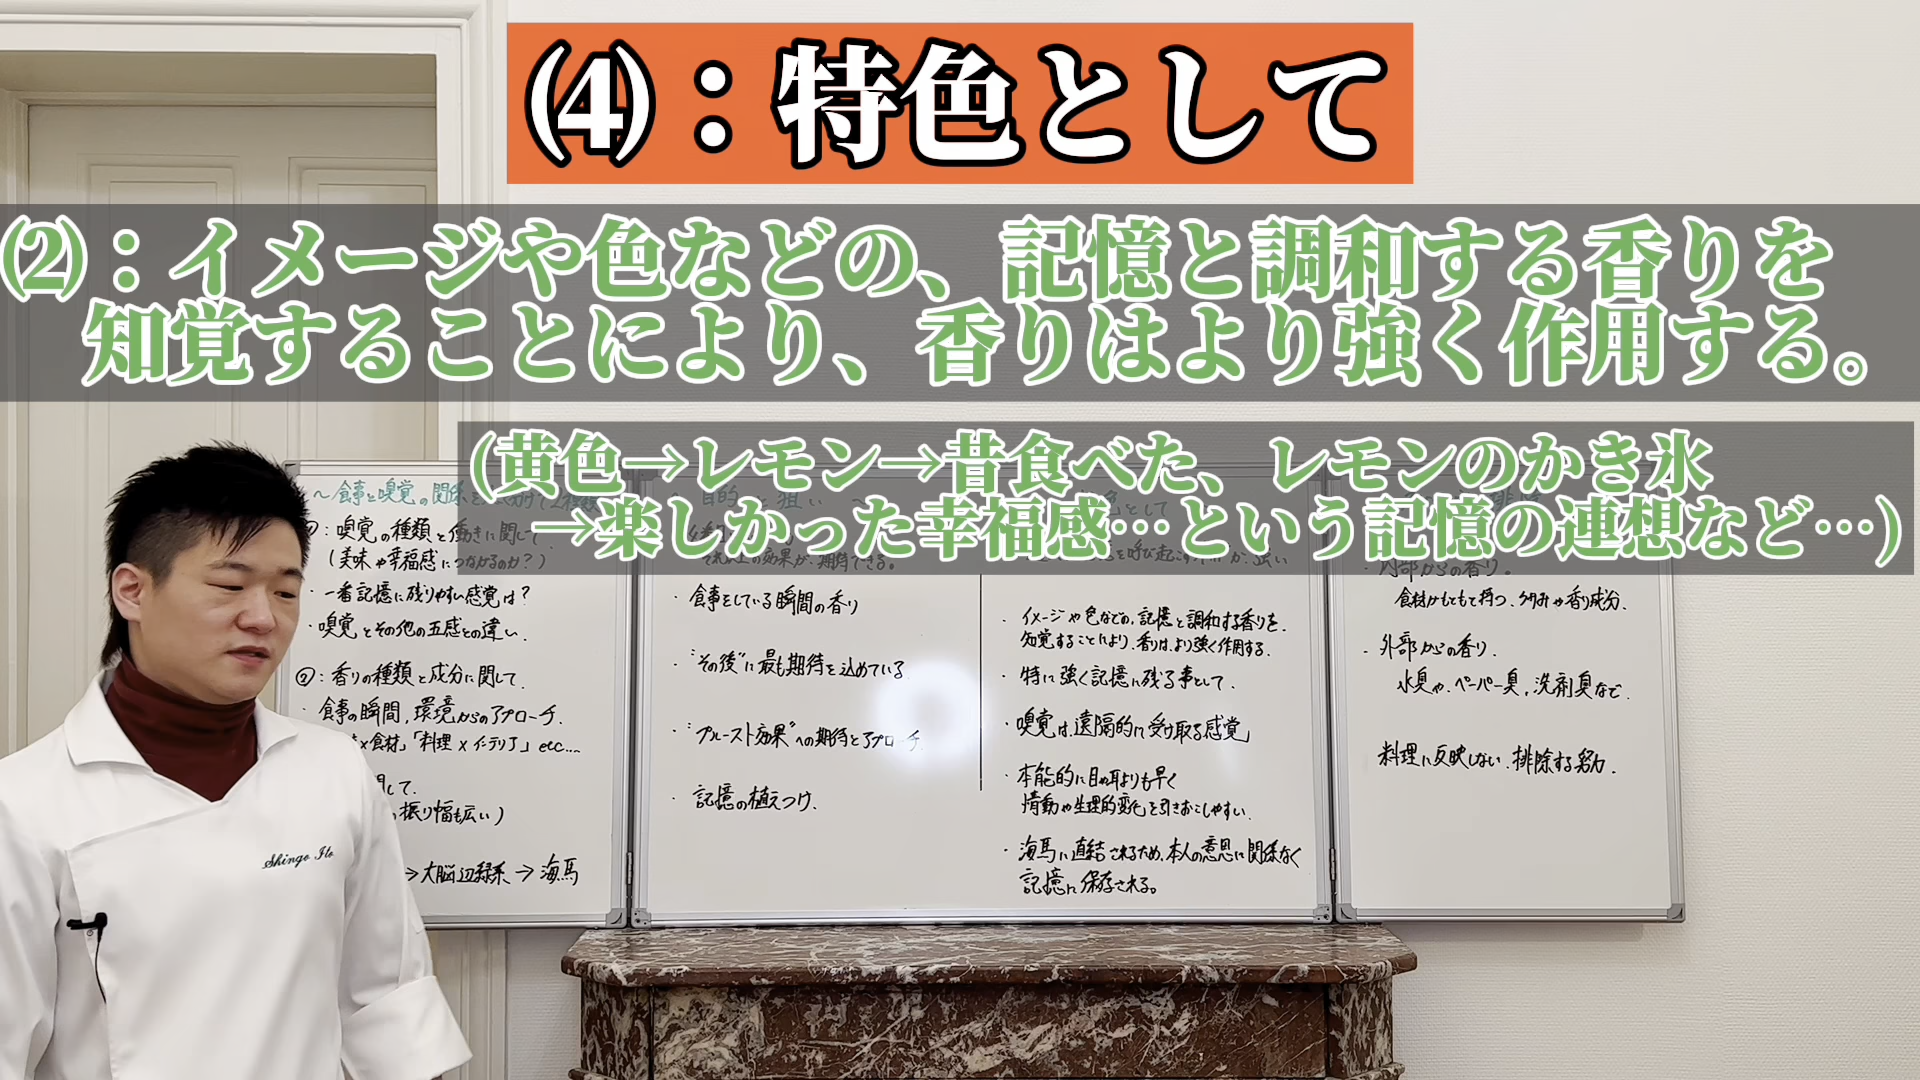 ⑷：特色として
⑵：イメージや色などの、記憶と調和する香りを
知覚することにより、香りはより強く作用する。
(黄色→レモン→昔食べた、レモンのかき氷
→楽しかった幸福感…という記憶の連想など…)
：嗅覚の種類と働きに関して
(美味や幸福感につながるのか？)
・一番記憶に残りやすい感覚は？
・嗅覚とその他の五感との違い.
②：香りの種類と成分に関して.
・食事の瞬間,環境からのアプローチ.
×食材」「料理×インテリア」etc....
して.
振り幅も広い)
→大脳辺縁系→海馬
Shingo Ito
・食事をしている瞬間の香り
・"その後"に最も期待を込めている
・"プルースト効果"への期待とアプローチ.
・記憶の植えつけ.
・イメージや色などの,記憶と調和する香りを.
知覚することにより,香りは,より強く作用する.
・特に強く記憶に残る事として.
・嗅覚は遠隔的に受け取る感覚」
・本能的に目や耳よりも早く
情動や生理的変化を引きおこしやすい.
・海馬に直結されるため,本人の意思に関係なく
記憶に保存される。
・内部からの香り。
食材がもともと持つ、
香り成分.
・外部からの香り.
水臭や、ペーパー臭,洗剤臭など.
料理に反映しない,排除する努力.